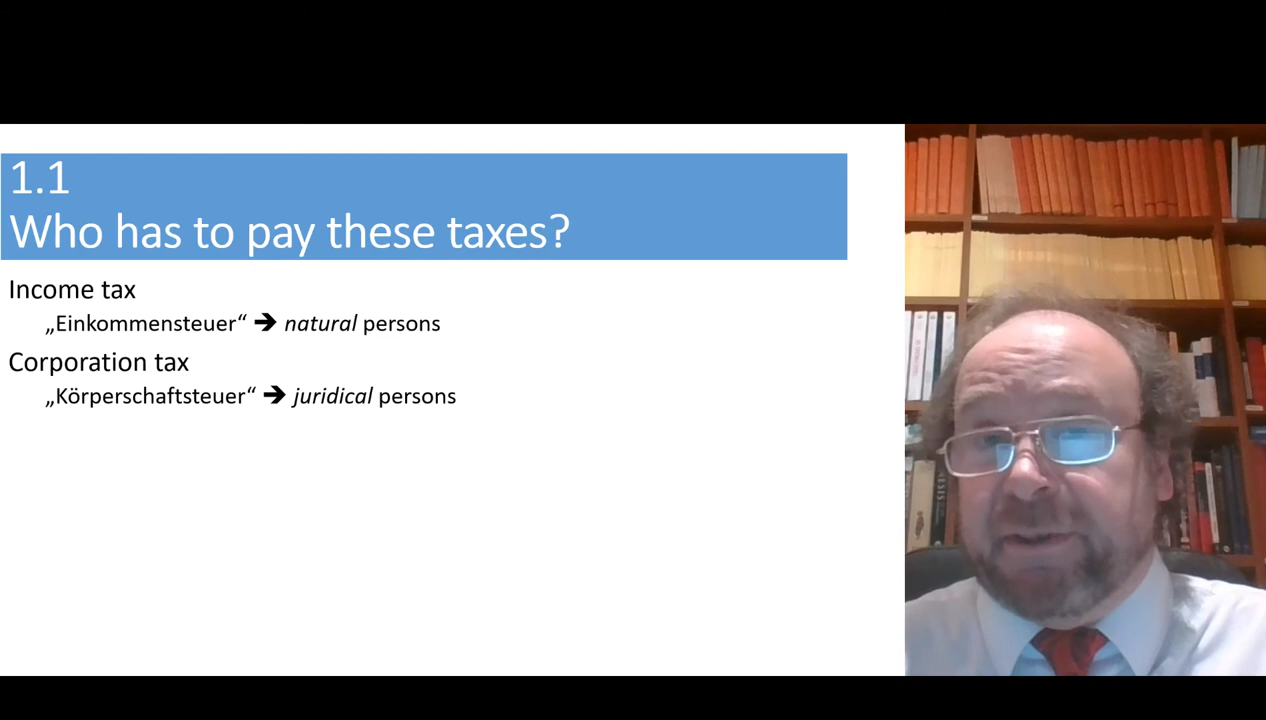 1.1
Who has to pay these taxes?
Income tax
„Einkommensteuer“ 🡺 natural persons
Corporation tax
„Körperschaftsteuer“ 🡺 juridical persons